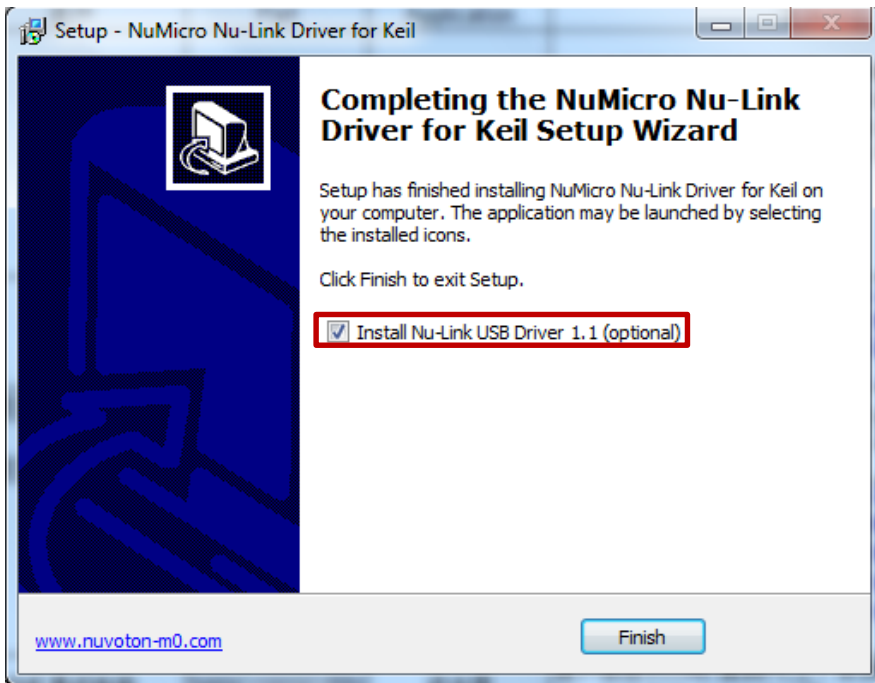 Setup - NuMicro Nu-Link Driver for Keil
Completing the NuMicro Nu-Link
Driver for Keil Setup Wizard
Setup has finished installing NuMicro Nu-Link Driver for Keil on
your computer. The application may be launched by selecting
the installed icons.
Click Finish to exit Setup.
Install Nu-Link USB Driver 1.1 (optional)
www.nuvoton-m0.com
Finish